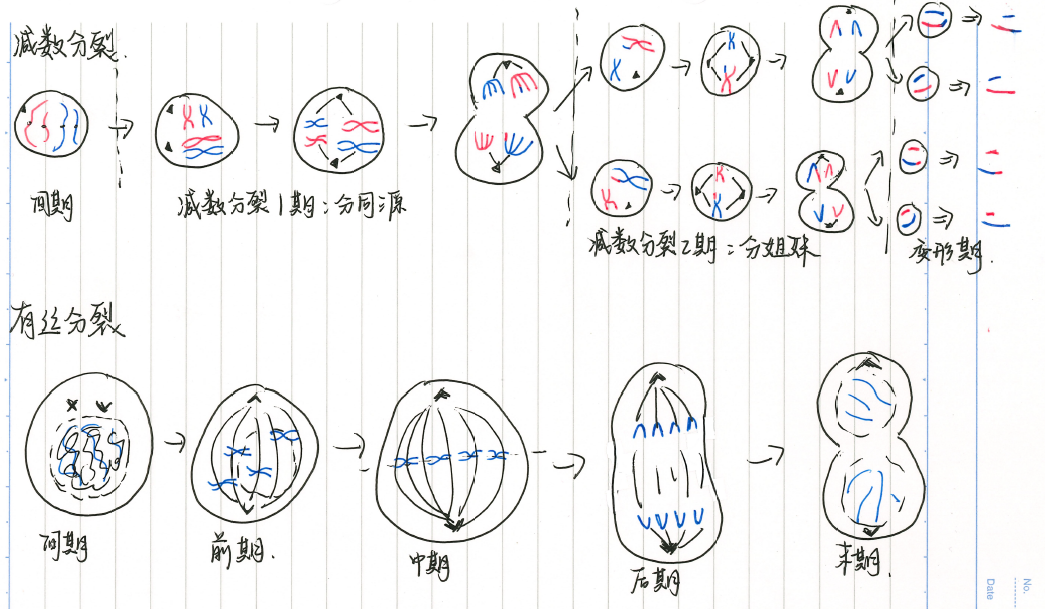 减数分裂.
间期
减数分裂1期:分同源
减数分裂2期:分姐妹
变形期.
有丝分裂
间期
前期.
中期
后期
末期.
No.
Date